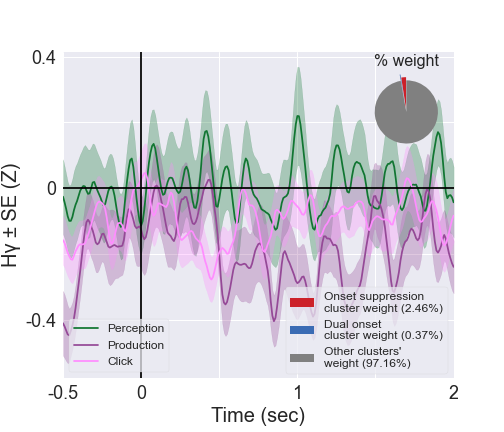 % weight
0.4
0
-0.4
Hγ ± SE (Z)
Perception
Production
Click
Onset suppression
cluster weight (2.46%)
Dual onset
cluster weight (0.37%)
Other clusters'
weight (97.16%)
-0.5
0
1
2
Time (sec)